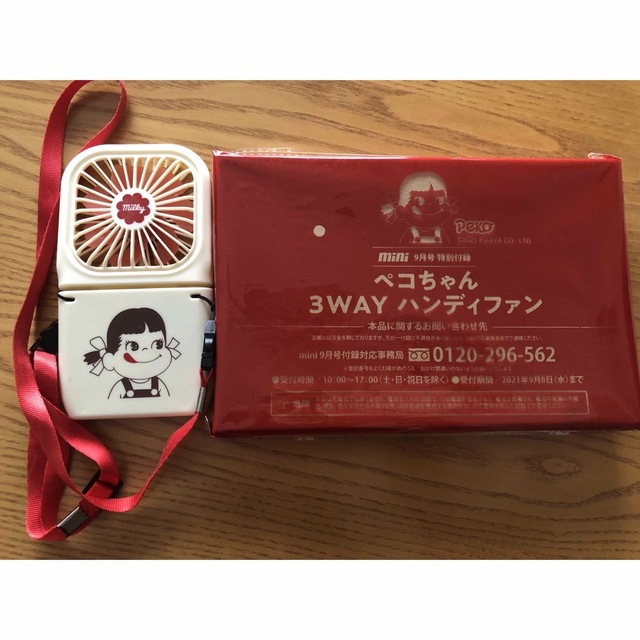 milky
Peko
©2021 FUJIYA CO., LTD.
mini 9月号 特別付録
ペコちゃん
3WAY ハンディファン
本品に関するお問い合わせ先
mini 9月号付録対応事務局 0120-296-562
●受付時間 10:00〜17:00(土・日・祝日を除く) ●受付期間 2021年9月8日(水)まで